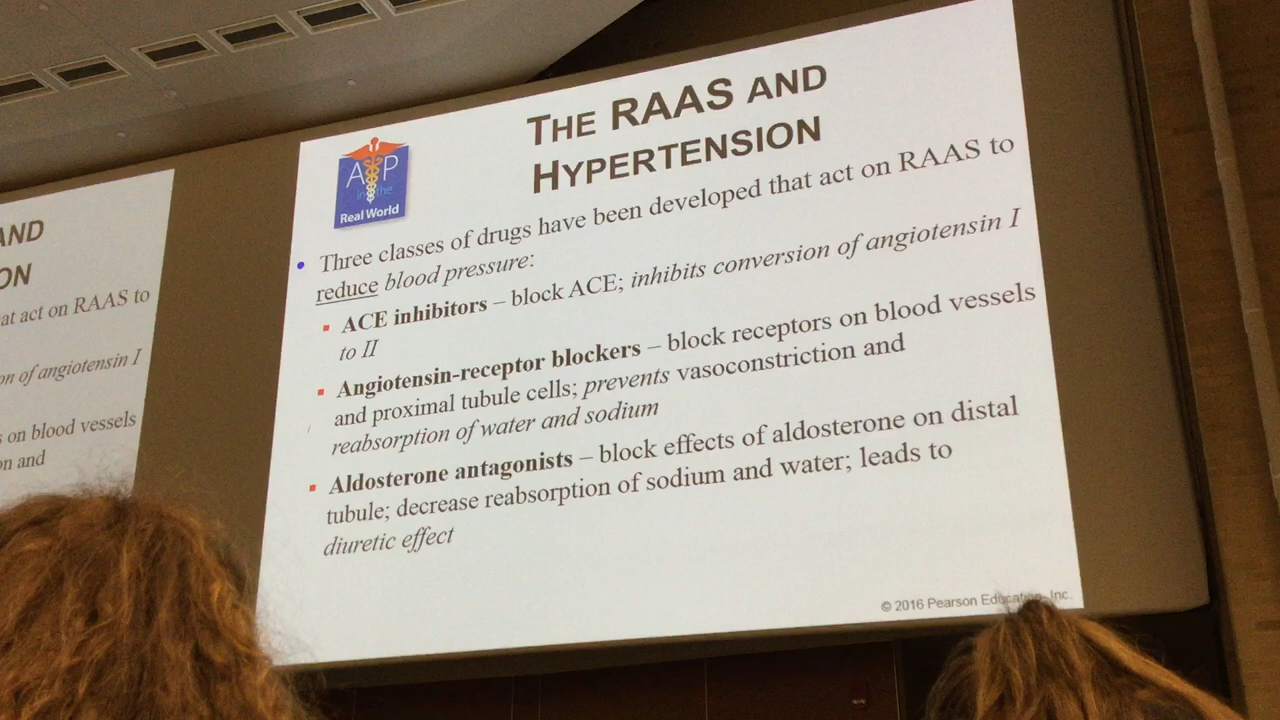 THE RAAS AND
HYPERTENSION
A&P
in the
Real World
• Three classes of drugs have been developed that act on RAAS to
reduce blood pressure:
▪ ACE inhibitors – block ACE; inhibits conversion of angiotensin I
to II
▪ Angiotensin-receptor blockers – block receptors on blood vessels
and proximal tubule cells; prevents vasoconstriction and
reabsorption of water and sodium
▪ Aldosterone antagonists – block effects of aldosterone on distal
tubule; decrease reabsorption of sodium and water; leads to
diuretic effect
© 2016 Pearson Education, Inc.
AND
ON
at act on RAAS to
on of angiotensin I
s on blood vessels
on and